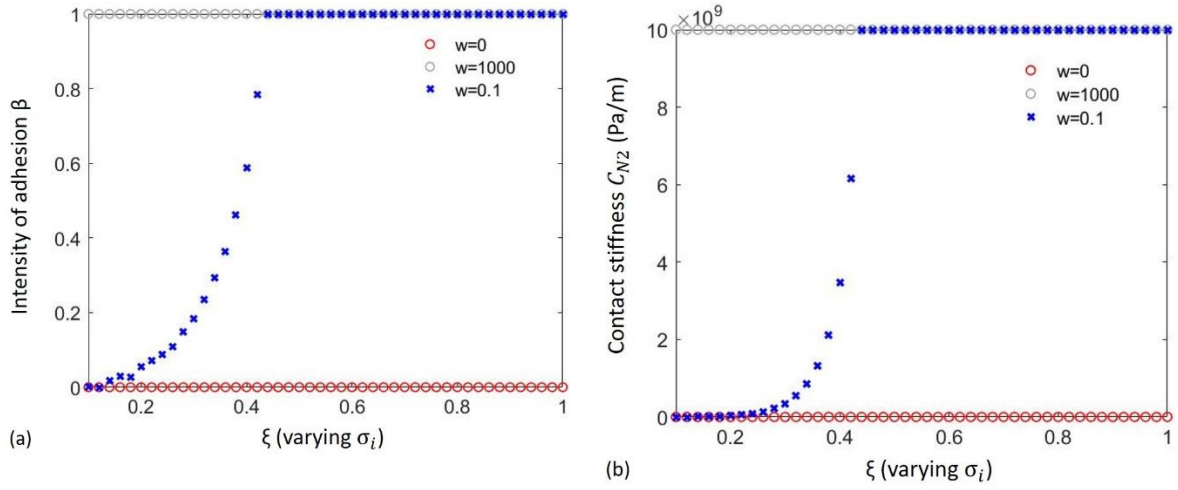 1
0.8
0.6
0.4
0.2
0
Intensity of adhesion β
w=0
w=1000
w=0.1
0.2
0.4
0.6
0.8
1
ξ (varying σᵢ)
(a)
×10⁹
10
8
6
4
2
0
Contact stiffness C_{N2} (Pa/m)
w=0
w=1000
w=0.1
0.2
0.4
0.6
0.8
1
ξ (varying σᵢ)
(b)